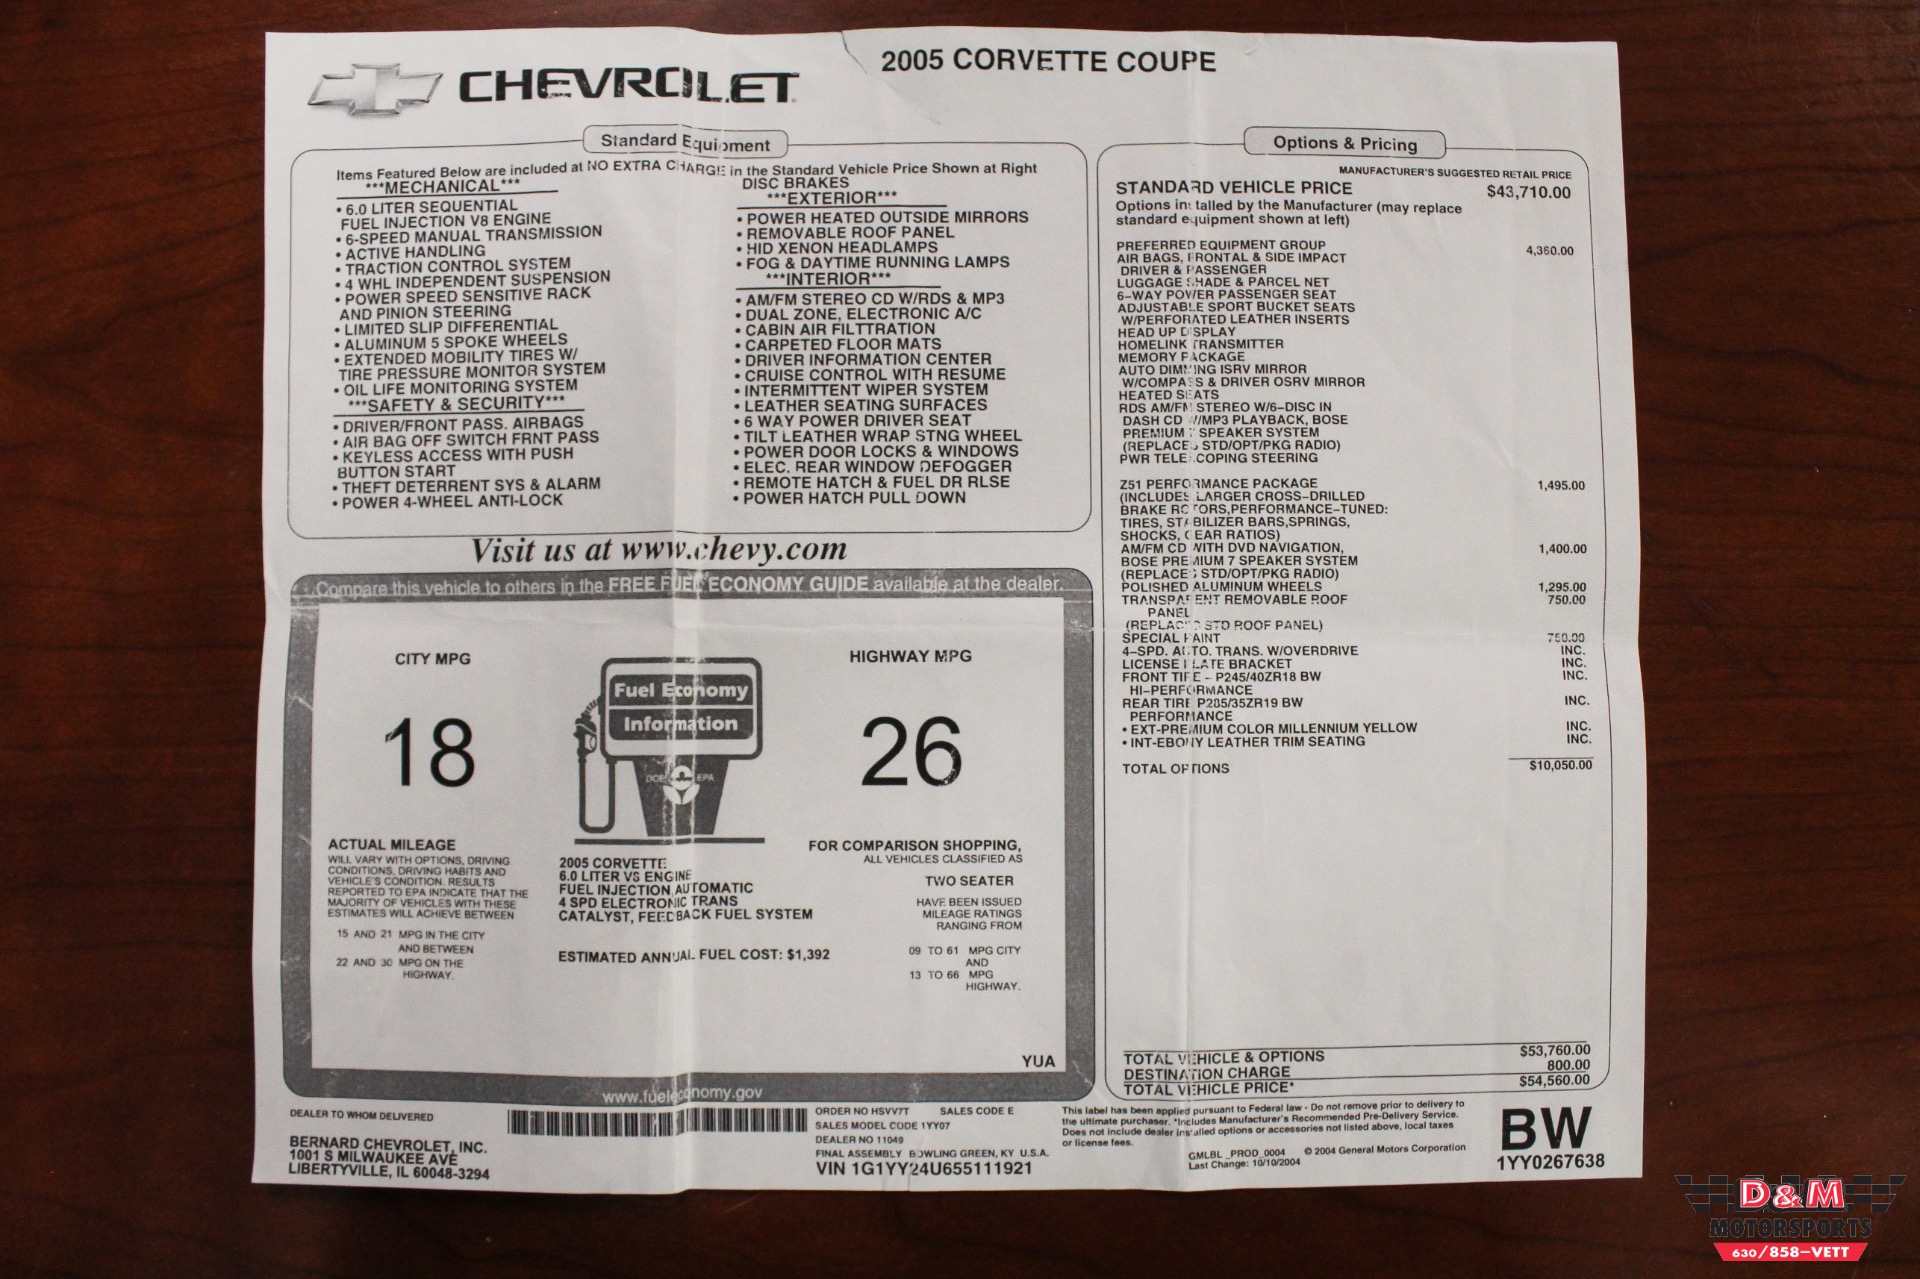 CHEVROLET
2005 CORVETTE COUPE
Standard Equipment
Items Featured Below are included at NO EXTRA CHARGE in the Standard Vehicle Price Shown at Right
***MECHANICAL***
• 6.0 LITER SEQUENTIAL
FUEL INJECTION V8 ENGINE
• 6-SPEED MANUAL TRANSMISSION
• ACTIVE HANDLING
• TRACTION CONTROL SYSTEM
• 4 WHL INDEPENDENT SUSPENSION
• POWER SPEED SENSITIVE RACK
AND PINION STEERING
• LIMITED SLIP DIFFERENTIAL
• ALUMINUM 5 SPOKE WHEELS
• EXTENDED MOBILITY TIRES W/
TIRE PRESSURE MONITOR SYSTEM
• OIL LIFE MONITORING SYSTEM
***SAFETY & SECURITY***
• DRIVER/FRONT PASS. AIRBAGS
• AIR BAG OFF SWITCH FRNT PASS
• KEYLESS ACCESS WITH PUSH
BUTTON START
• THEFT DETERRENT SYS & ALARM
• POWER 4-WHEEL ANTI-LOCK
DISC BRAKES
***EXTERIOR***
• POWER HEATED OUTSIDE MIRRORS
• REMOVABLE ROOF PANEL
• HID XENON HEADLAMPS
• FOG & DAYTIME RUNNING LAMPS
***INTERIOR***
• AM/FM STEREO CD W/RDS & MP3
• DUAL ZONE, ELECTRONIC A/C
• CABIN AIR FILTTRATION
• CARPETED FLOOR MATS
• DRIVER INFORMATION CENTER
• CRUISE CONTROL WITH RESUME
• INTERMITTENT WIPER SYSTEM
• LEATHER SEATING SURFACES
• 6 WAY POWER DRIVER SEAT
• TILT LEATHER WRAP STNG WHEEL
• POWER DOOR LOCKS & WINDOWS
• ELEC. REAR WINDOW DEFOGGER
• REMOTE HATCH & FUEL DR RLSE
• POWER HATCH PULL DOWN
Visit us at www.chevy.com
Compare this vehicle to others in the FREE FUEL ECONOMY GUIDE available at the dealer.
CITY MPG
18
Fuel Economy
Information
DOE EPA
HIGHWAY MPG
26
ACTUAL MILEAGE
WILL VARY WITH OPTIONS, DRIVING
CONDITIONS, DRIVING HABITS AND
VEHICLE'S CONDITION. RESULTS
REPORTED TO EPA INDICATE THAT THE
MAJORITY OF VEHICLES WITH THESE
ESTIMATES WILL ACHIEVE BETWEEN
15 AND 21 MPG IN THE CITY
AND BETWEEN
22 AND 30 MPG ON THE
HIGHWAY.
2005 CORVETTE
6.0 LITER V8 ENGINE
FUEL INJECTION, AUTOMATIC
4 SPD ELECTRONIC TRANS
CATALYST, FEEDBACK FUEL SYSTEM
ESTIMATED ANNUAL FUEL COST: $1,392
FOR COMPARISON SHOPPING,
ALL VEHICLES CLASSIFIED AS
TWO SEATER
HAVE BEEN ISSUED
MILEAGE RATINGS
RANGING FROM
09 TO 61 MPG CITY
AND
13 TO 66 MPG
HIGHWAY.
YUA
www.fueleconomy.gov
Options & Pricing
MANUFACTURER'S SUGGESTED RETAIL PRICE
STANDARD VEHICLE PRICE $43,710.00
Options installed by the Manufacturer (may replace
standard equipment shown at left)
PREFERRED EQUIPMENT GROUP 4,360.00
AIR BAGS, FRONTAL & SIDE IMPACT
DRIVER & PASSENGER
LUGGAGE SHADE & PARCEL NET
6-WAY POWER PASSENGER SEAT
ADJUSTABLE SPORT BUCKET SEATS
W/PERFORATED LEATHER INSERTS
HEAD UP DISPLAY
HOMELINK TRANSMITTER
MEMORY PACKAGE
AUTO DIMMING ISRV MIRROR
W/COMPASS & DRIVER OSRV MIRROR
HEATED SEATS
RDS AM/FM STEREO W/6-DISC IN
DASH CD W/MP3 PLAYBACK, BOSE
PREMIUM 7 SPEAKER SYSTEM
(REPLACES STD/OPT/PKG RADIO)
PWR TELESCOPING STEERING
Z51 PERFORMANCE PACKAGE 1,495.00
(INCLUDES LARGER CROSS-DRILLED
BRAKE ROTORS,PERFORMANCE-TUNED:
TIRES, STABILIZER BARS,SPRINGS,
SHOCKS, GEAR RATIOS)
AM/FM CD WITH DVD NAVIGATION, 1,400.00
BOSE PREMIUM 7 SPEAKER SYSTEM
(REPLACES STD/OPT/PKG RADIO)
POLISHED ALUMINUM WHEELS 1,295.00
TRANSPARENT REMOVABLE ROOF 750.00
PANEL
(REPLACES STD ROOF PANEL)
SPECIAL PAINT 750.00
4-SPD. AUTO. TRANS. W/OVERDRIVE INC.
LICENSE PLATE BRACKET INC.
FRONT TIRE - P245/40ZR18 BW INC.
HI-PERFORMANCE
REAR TIRE P285/35ZR19 BW INC.
PERFORMANCE
• EXT-PREMIUM COLOR MILLENNIUM YELLOW INC.
• INT-EBONY LEATHER TRIM SEATING INC.
TOTAL OPTIONS $10,050.00
TOTAL VEHICLE & OPTIONS $53,760.00
DESTINATION CHARGE 800.00
TOTAL VEHICLE PRICE* $54,560.00
DEALER TO WHOM DELIVERED
BERNARD CHEVROLET, INC.
1001 S MILWAUKEE AVE
LIBERTYVILLE, IL 60048-3294
ORDER NO HSVV7T SALES CODE E
SALES MODEL CODE 1YY07
DEALER NO 11049
FINAL ASSEMBLY BOWLING GREEN, KY U.S.A.
VIN 1G1YY24U655111921
This label has been applied pursuant to Federal law - Do not remove prior to delivery to
the ultimate purchaser. *Includes Manufacturer's Recommended Pre-Delivery Service.
Does not include dealer installed options or accessories not listed above, local taxes
or license fees.
GMLBL_PROD_0004 © 2004 General Motors Corporation
Last Change: 10/10/2004
BW
1YY0267638
D&M
MOTORSPORTS
630/858-VETT